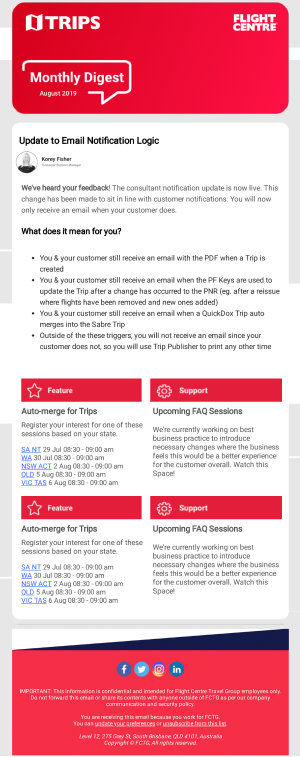 TRIPS
FLIGHT
CENTRE
Monthly Digest
August 2019
Update to Email Notification Logic
Korey Fisher
We've heard your feedback! The consultant notification update is now live. This
change has been made to sit in line with customer notifications. You will now
only receive an email when your customer does.
What does it mean for you?
You & your customer still receive an email with the PDF when a Trip is
created
You & your customer still receive an email when the PF Keys are used to
update the Trip after a change has occurred to the PNR (eg. after a reissue
where flights have been removed and new ones added)
You & your customer still receive an email when a QuickDox Trip auto
merges into the Sabre Trip
Outside of these triggers, you will not receive an email since your
customer does not, so you will use Trip Publisher to print any other time
Feature
Auto-merge for Trips
Register your interest for one of these
sessions based on your state.
SA NT 29 Jul 08:30 - 09:00 am
WA 30 Jul 08:30 - 09:00 am
NSW ACT 2 Aug 08:30 - 09:00 am
QLD 5 Aug 08:30 - 09:00 am
VIC TAS 6 Aug 08:30 - 09:00 am
Support
Upcoming FAQ Sessions
We're currently working on best
business practice to introduce
necessary changes where the business
feels this would be a better experience
for the customer overall. Watch this
Space!
Feature
Auto-merge for Trips
Register your interest for one of these
sessions based on your state.
SA NT 29 Jul 08:30 - 09:00 am
WA 30 Jul 08:30 - 09:00 am
NSW ACT 2 Aug 08:30 - 09:00 am
QLD 5 Aug 08:30 - 09:00 am
VIC TAS 6 Aug 08:30 - 09:00 am
Support
Upcoming FAQ Sessions
We're currently working on best
business practice to introduce
necessary changes where the business
feels this would be a better experience
for the customer overall. Watch this
Space!
IMPORTANT: This information is confidential and intended for Flight Centre Travel Group employees only.
Do not forward this email or share its contents with anyone outside of FCTG as per our company
communication and security policy.
You are receiving this email because you work for FCTG.
You can update your preferences or unsubscribe from this list.
Level 12, 275 Grey St, South Brisbane, QLD 4101, Australia
Copyright © FCTG, All rights reserved.